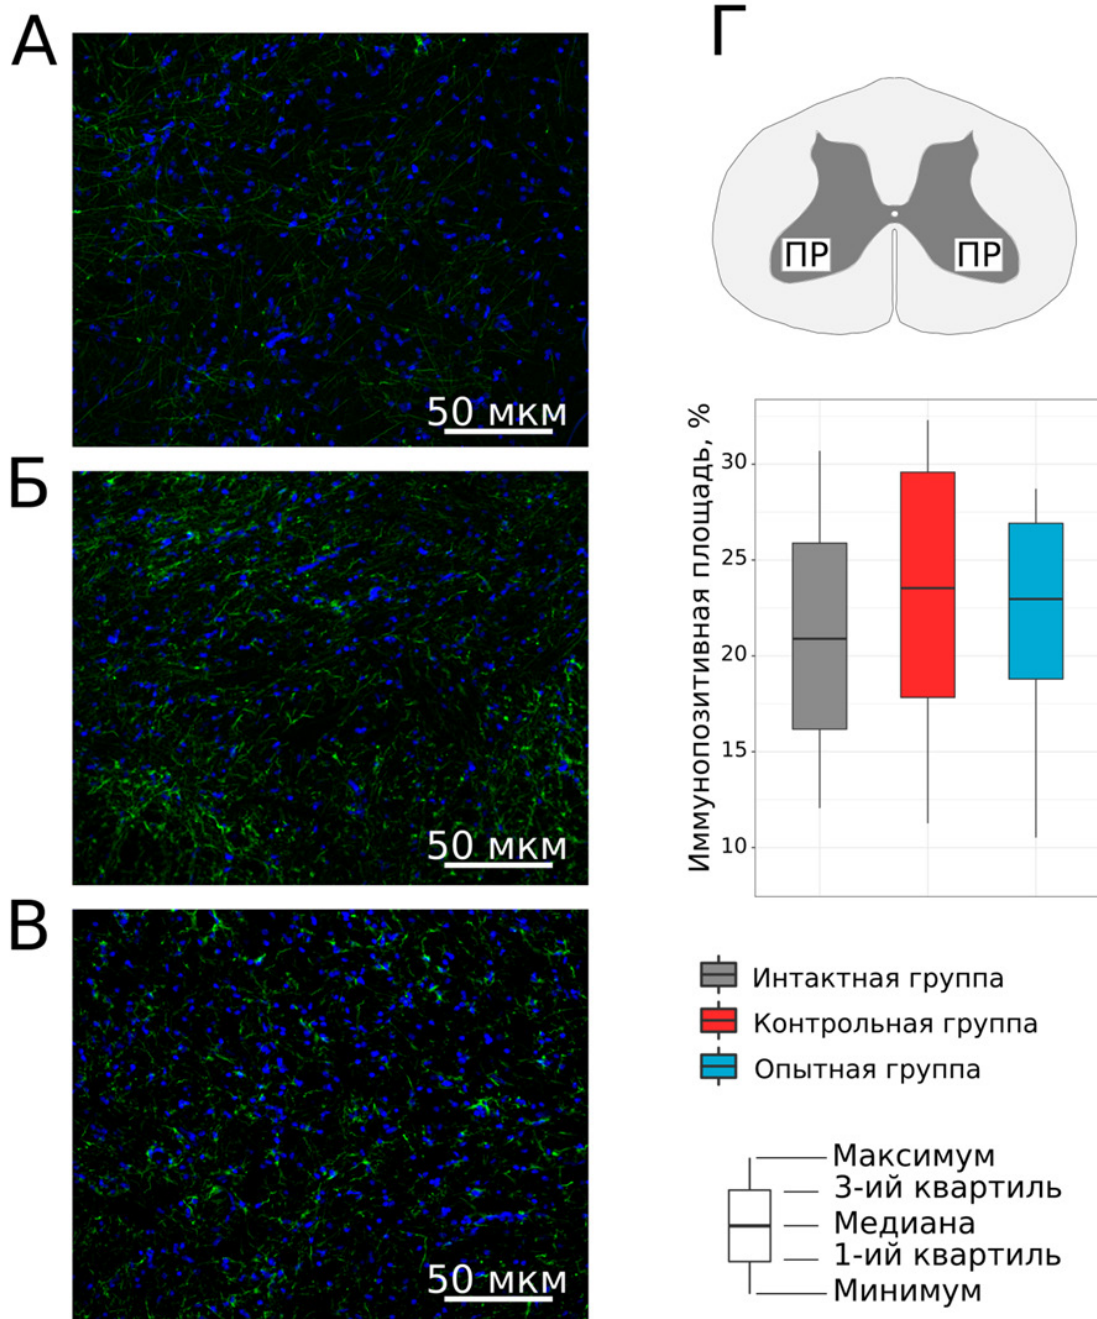 А
50 мкм
Б
50 мкм
В
50 мкм
Г
ПР
ПР
Иммунопозитивная площадь, %
30
25
20
15
10
Интактная группа
Контрольная группа
Опытная группа
Максимум
3-ий квартиль
Медиана
1-ий квартиль
Минимум